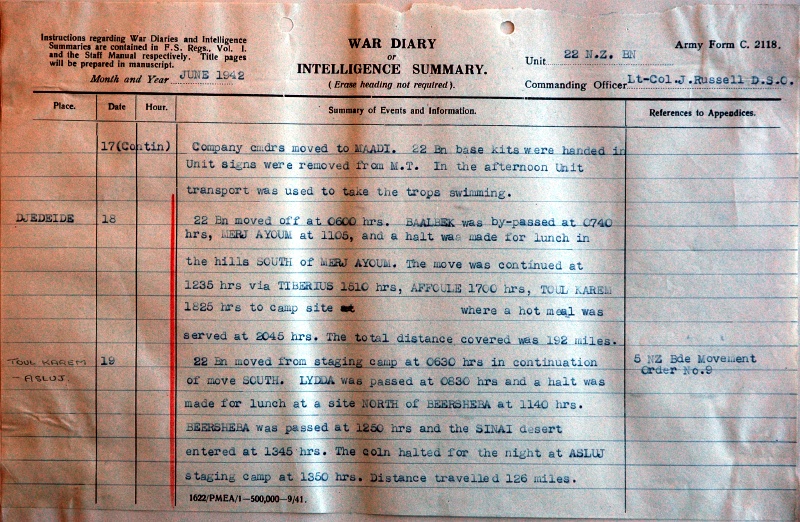 Instructions regarding War Diaries and Intelligence
Summaries are contained in F.S. Regs., Vol. I.
and the Staff Manual respectively. Title pages
will be prepared in manuscript.
Month and Year JUNE 1942
WAR DIARY
or
INTELLIGENCE SUMMARY.
(Erase heading not required).
Army Form C. 2118.
Unit 22 N.Z. BN
Commanding Officer Lt-Col.J.Russell D.S.O.
Place. Date Hour. Summary of Events and Information. References to Appendices.
17(Contin) Company cmdrs moved to MAADI. 22 Bn base kits were handed in
Unit signs were removed from M.T. In the afternoon Unit
transport was used to take the trops swimming.
DJEDEIDE 18 22 Bn moved off at 0600 hrs. BAALBEK was by-passed at 0740
hrs, MERJ AYOUM at 1105, and a halt was made for lunch in
the hills SOUTH of MERJ AYOUM. The move was continued at
1235 hrs via TIBERIUS 1510 hrs, AFFOULE 1700 hrs, TOUL KAREM
1825 hrs to camp site at where a hot meal was
served at 2045 hrs. The total distance covered was 192 miles.
TOUL KAREM 19 22 Bn moved from staging camp at 0630 hrs in continuation 5 NZ Bde Movement
— ASLUJ. of move SOUTH. LYDDA was passed at 0830 hrs and a halt was Order No.9
made for lunch at a site NORTH of BEERSHEBA at 1140 hrs.
BEERSHEBA was passed at 1250 hrs and the SINAI desert
entered at 1345 hrs. The coln halted for the night at ASLUJ
staging camp at 1350 hrs. Distance travelled 126 miles.
1622/PMEA/1—500,000—9/41.